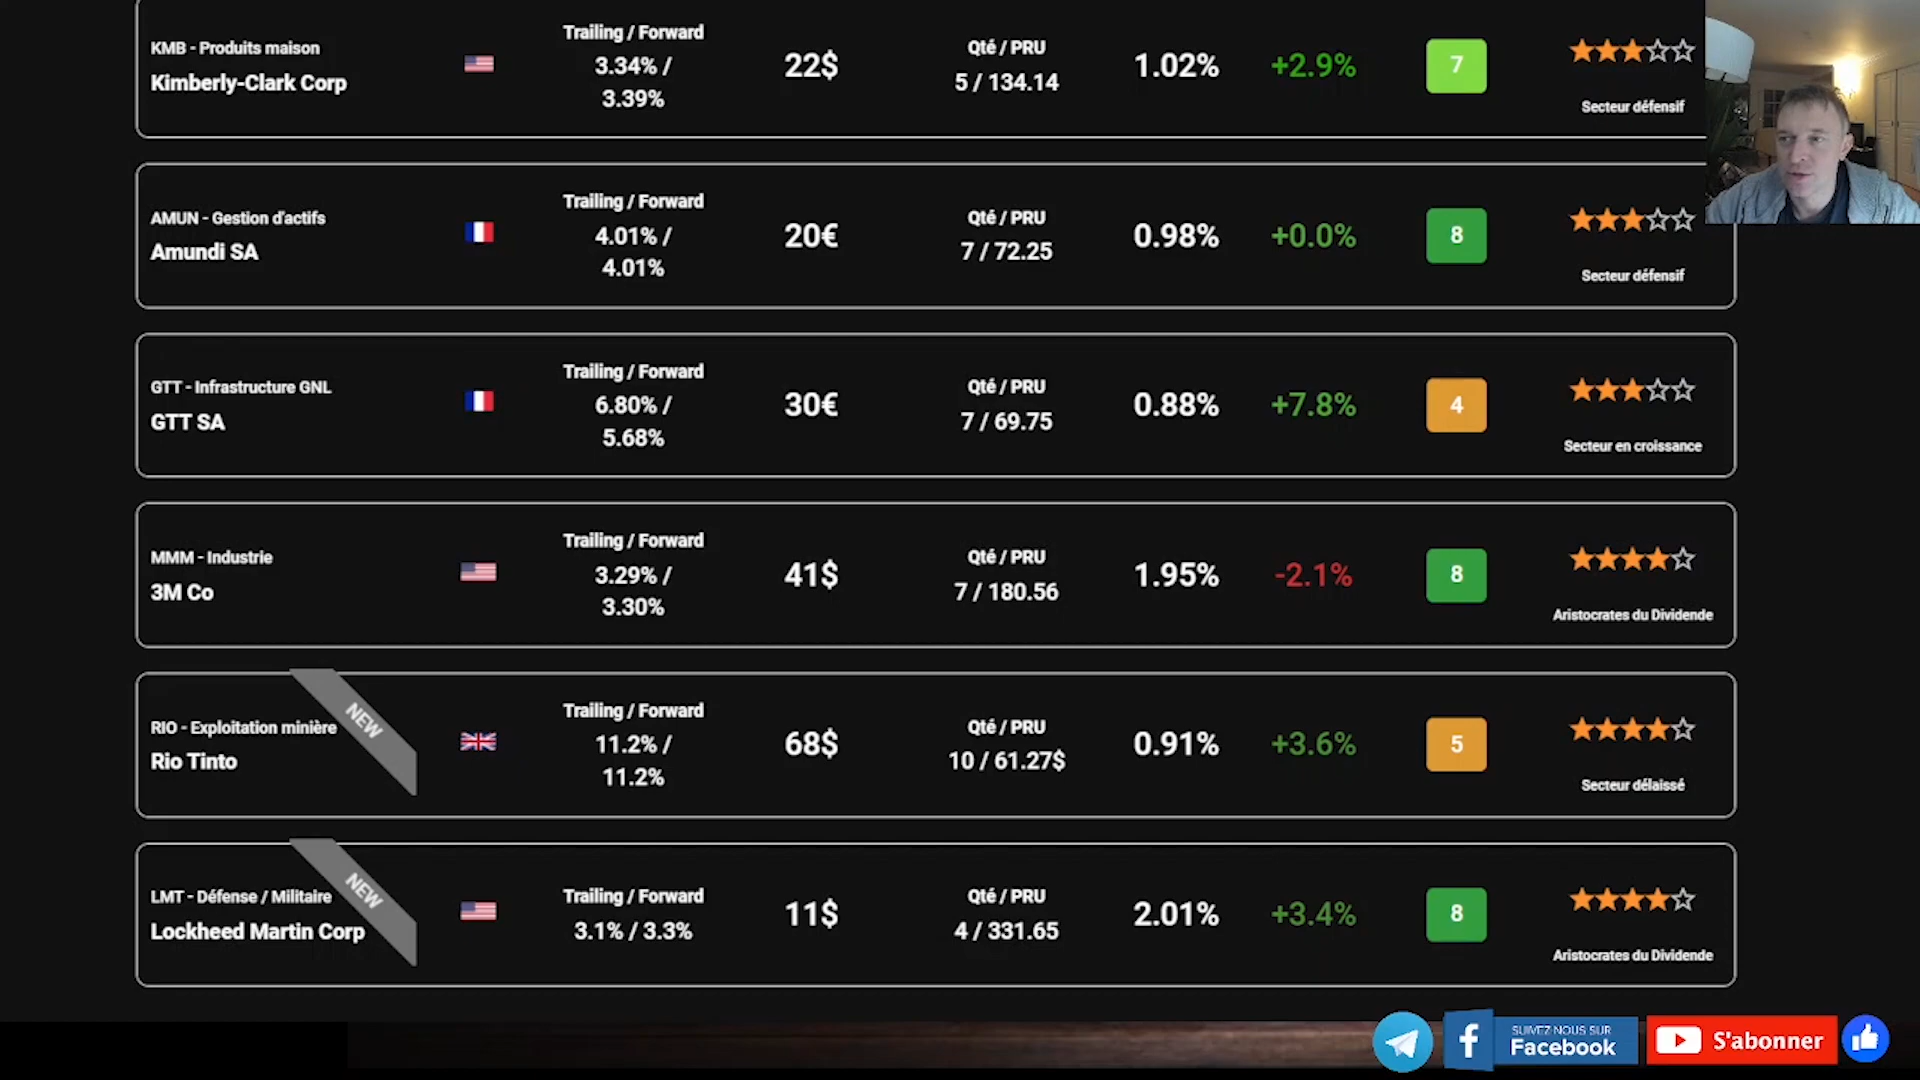 KMB - Produits maison
Kimberly-Clark Corp
Trailing / Forward
3.34% /
3.39%
22$
Qté / PRU
5 / 134.14
1.02%
+2.9%
7
Secteur défensif
AMUN - Gestion d'actifs
Amundi SA
Trailing / Forward
4.01% /
4.01%
20€
Qté / PRU
7 / 72.25
0.98%
+0.0%
8
Secteur défensif
GTT - Infrastructure GNL
GTT SA
Trailing / Forward
6.80% /
5.68%
30€
Qté / PRU
7 / 69.75
0.88%
+7.8%
4
Secteur en croissance
MMM - Industrie
3M Co
Trailing / Forward
3.29% /
3.30%
41$
Qté / PRU
7 / 180.56
1.95%
-2.1%
8
Aristocrates du Dividende
RIO - Exploitation minière
Rio Tinto
NEW
Trailing / Forward
11.2% /
11.2%
68$
Qté / PRU
10 / 61.27$
0.91%
+3.6%
5
Secteur délaissé
LMT - Défense / Militaire
Lockheed Martin Corp
NEW
Trailing / Forward
3.1% / 3.3%
11$
Qté / PRU
4 / 331.65
2.01%
+3.4%
8
Aristocrates du Dividende
SUIVEZ-NOUS SUR
Facebook
S'abonner